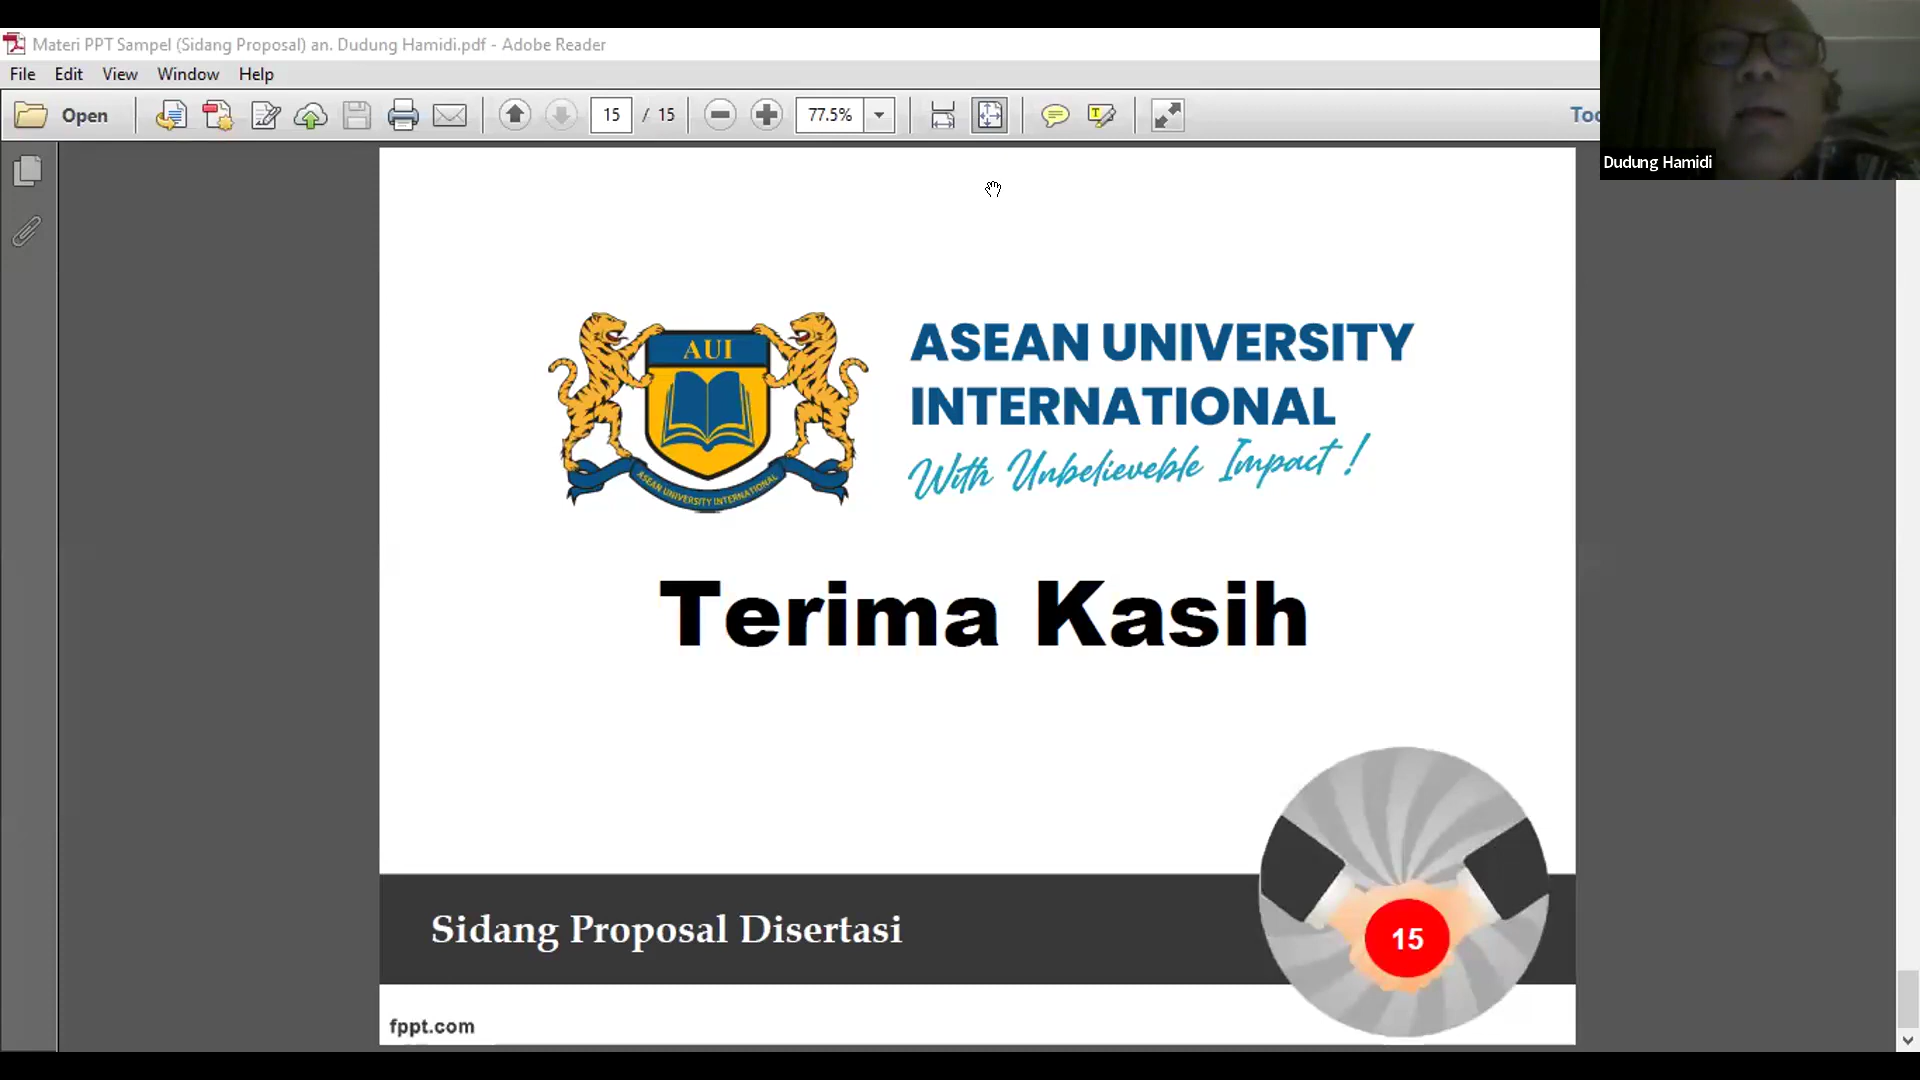 Materi PPT Sampel (Sidang Proposal) an. Dudung Hamidi.pdf - Adobe Reader
File Edit View Window Help
Open 15 / 15 77.5%
Dudung Hamidi
AUI
ASEAN UNIVERSITY INTERNATIONAL
ASEAN UNIVERSITY
INTERNATIONAL
With Unbelieveble Impact !
Terima Kasih
Sidang Proposal Disertasi
15
fppt.com